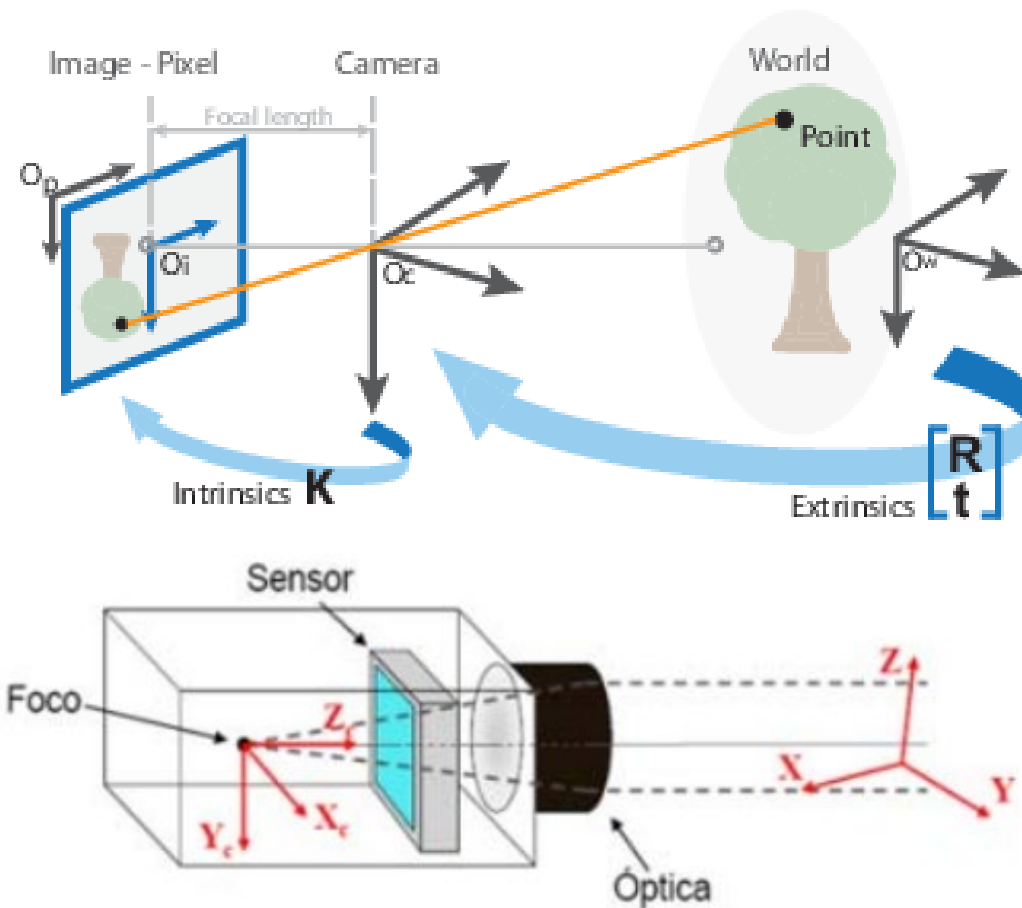 Image - Pixel
Camera
World
Focal length
Point
Op
Oi
Oc
Ow
Intrinsics K
Extrinsics [R
t]
Sensor
Foco
Zc
Xc
Yc
Z
X
Y
Óptica